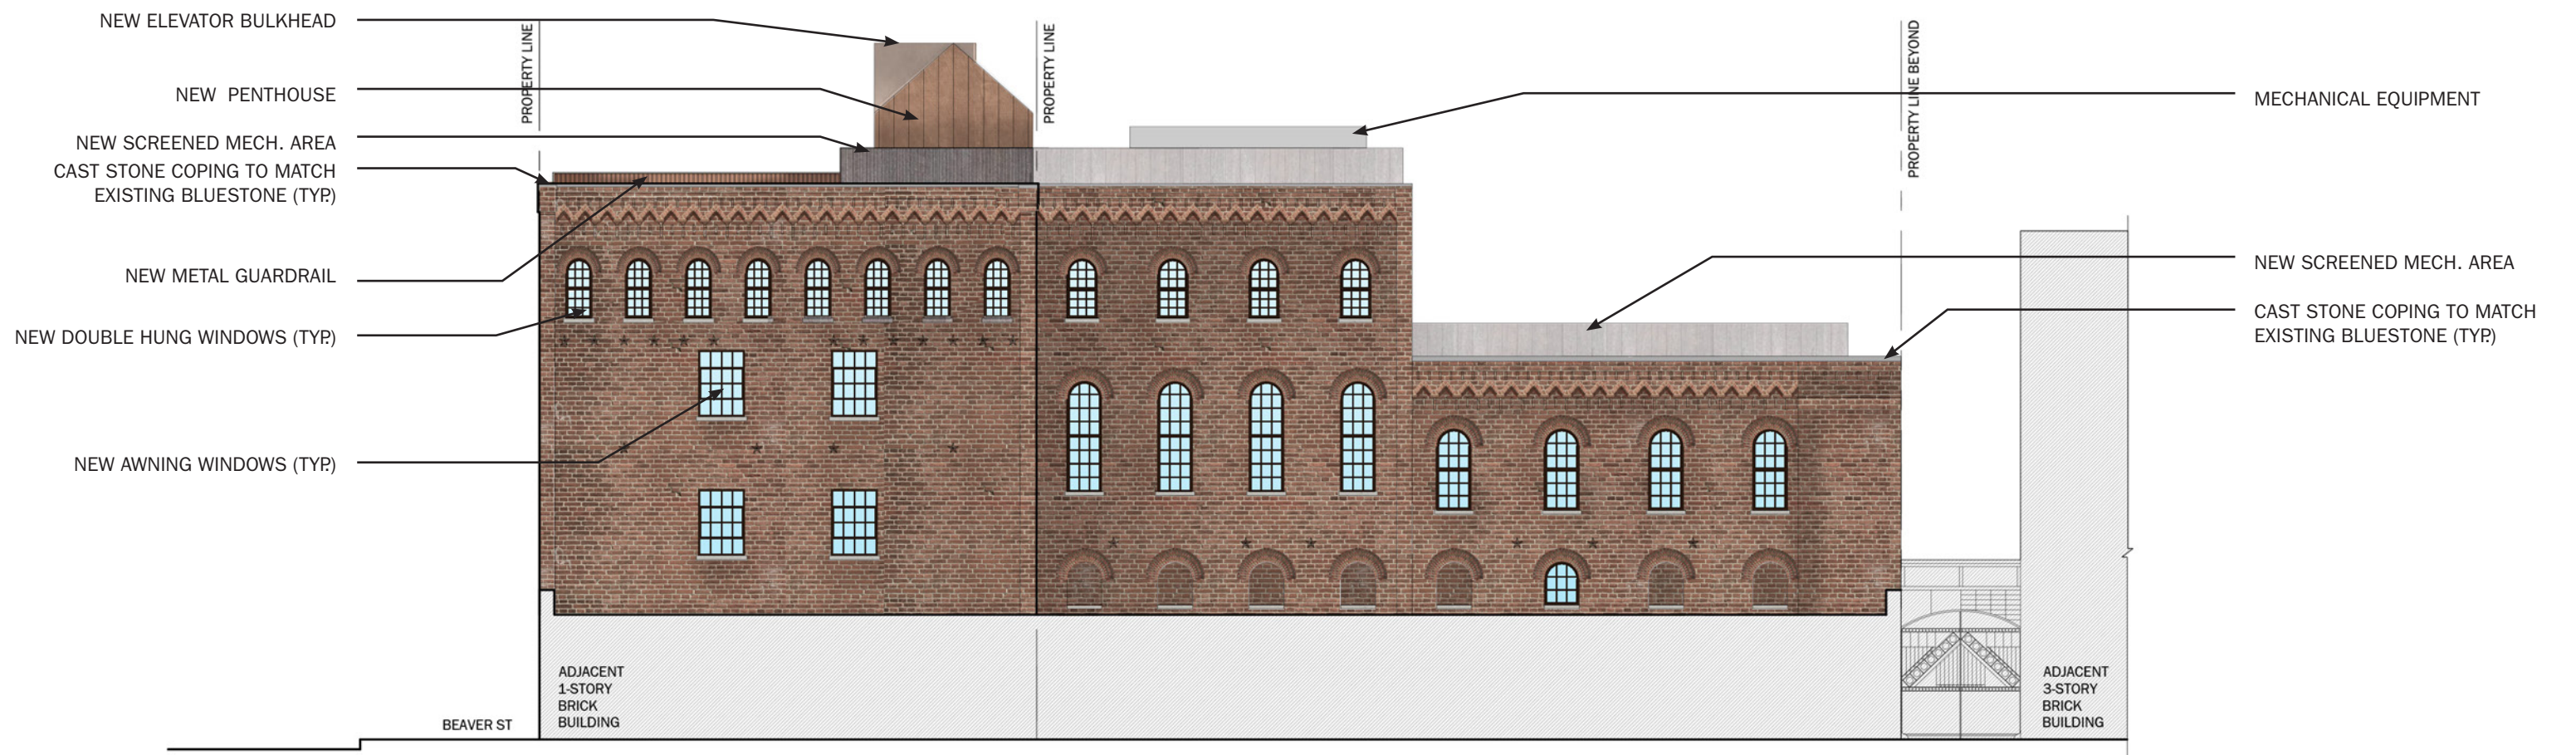 NEW ELEVATOR BULKHEAD
NEW PENTHOUSE
NEW SCREENED MECH. AREA
CAST STONE COPING TO MATCH
EXISTING BLUESTONE (TYP.)
NEW METAL GUARDRAIL
NEW DOUBLE HUNG WINDOWS (TYP.)
NEW AWNING WINDOWS (TYP.)
PROPERTY LINE
PROPERTY LINE
PROPERTY LINE BEYOND
MECHANICAL EQUIPMENT
NEW SCREENED MECH. AREA
CAST STONE COPING TO MATCH
EXISTING BLUESTONE (TYP.)
BEAVER ST
ADJACENT
1-STORY
BRICK
BUILDING
ADJACENT
3-STORY
BRICK
BUILDING